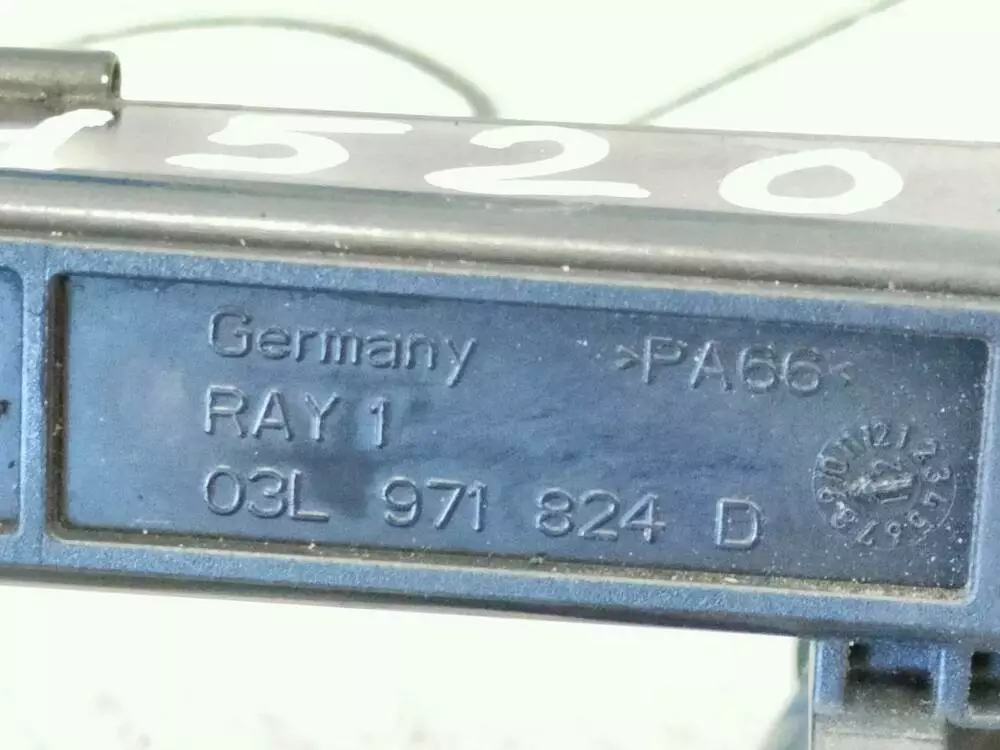 1520
Germany >PA66<
RAY 1
03L 971 824 D